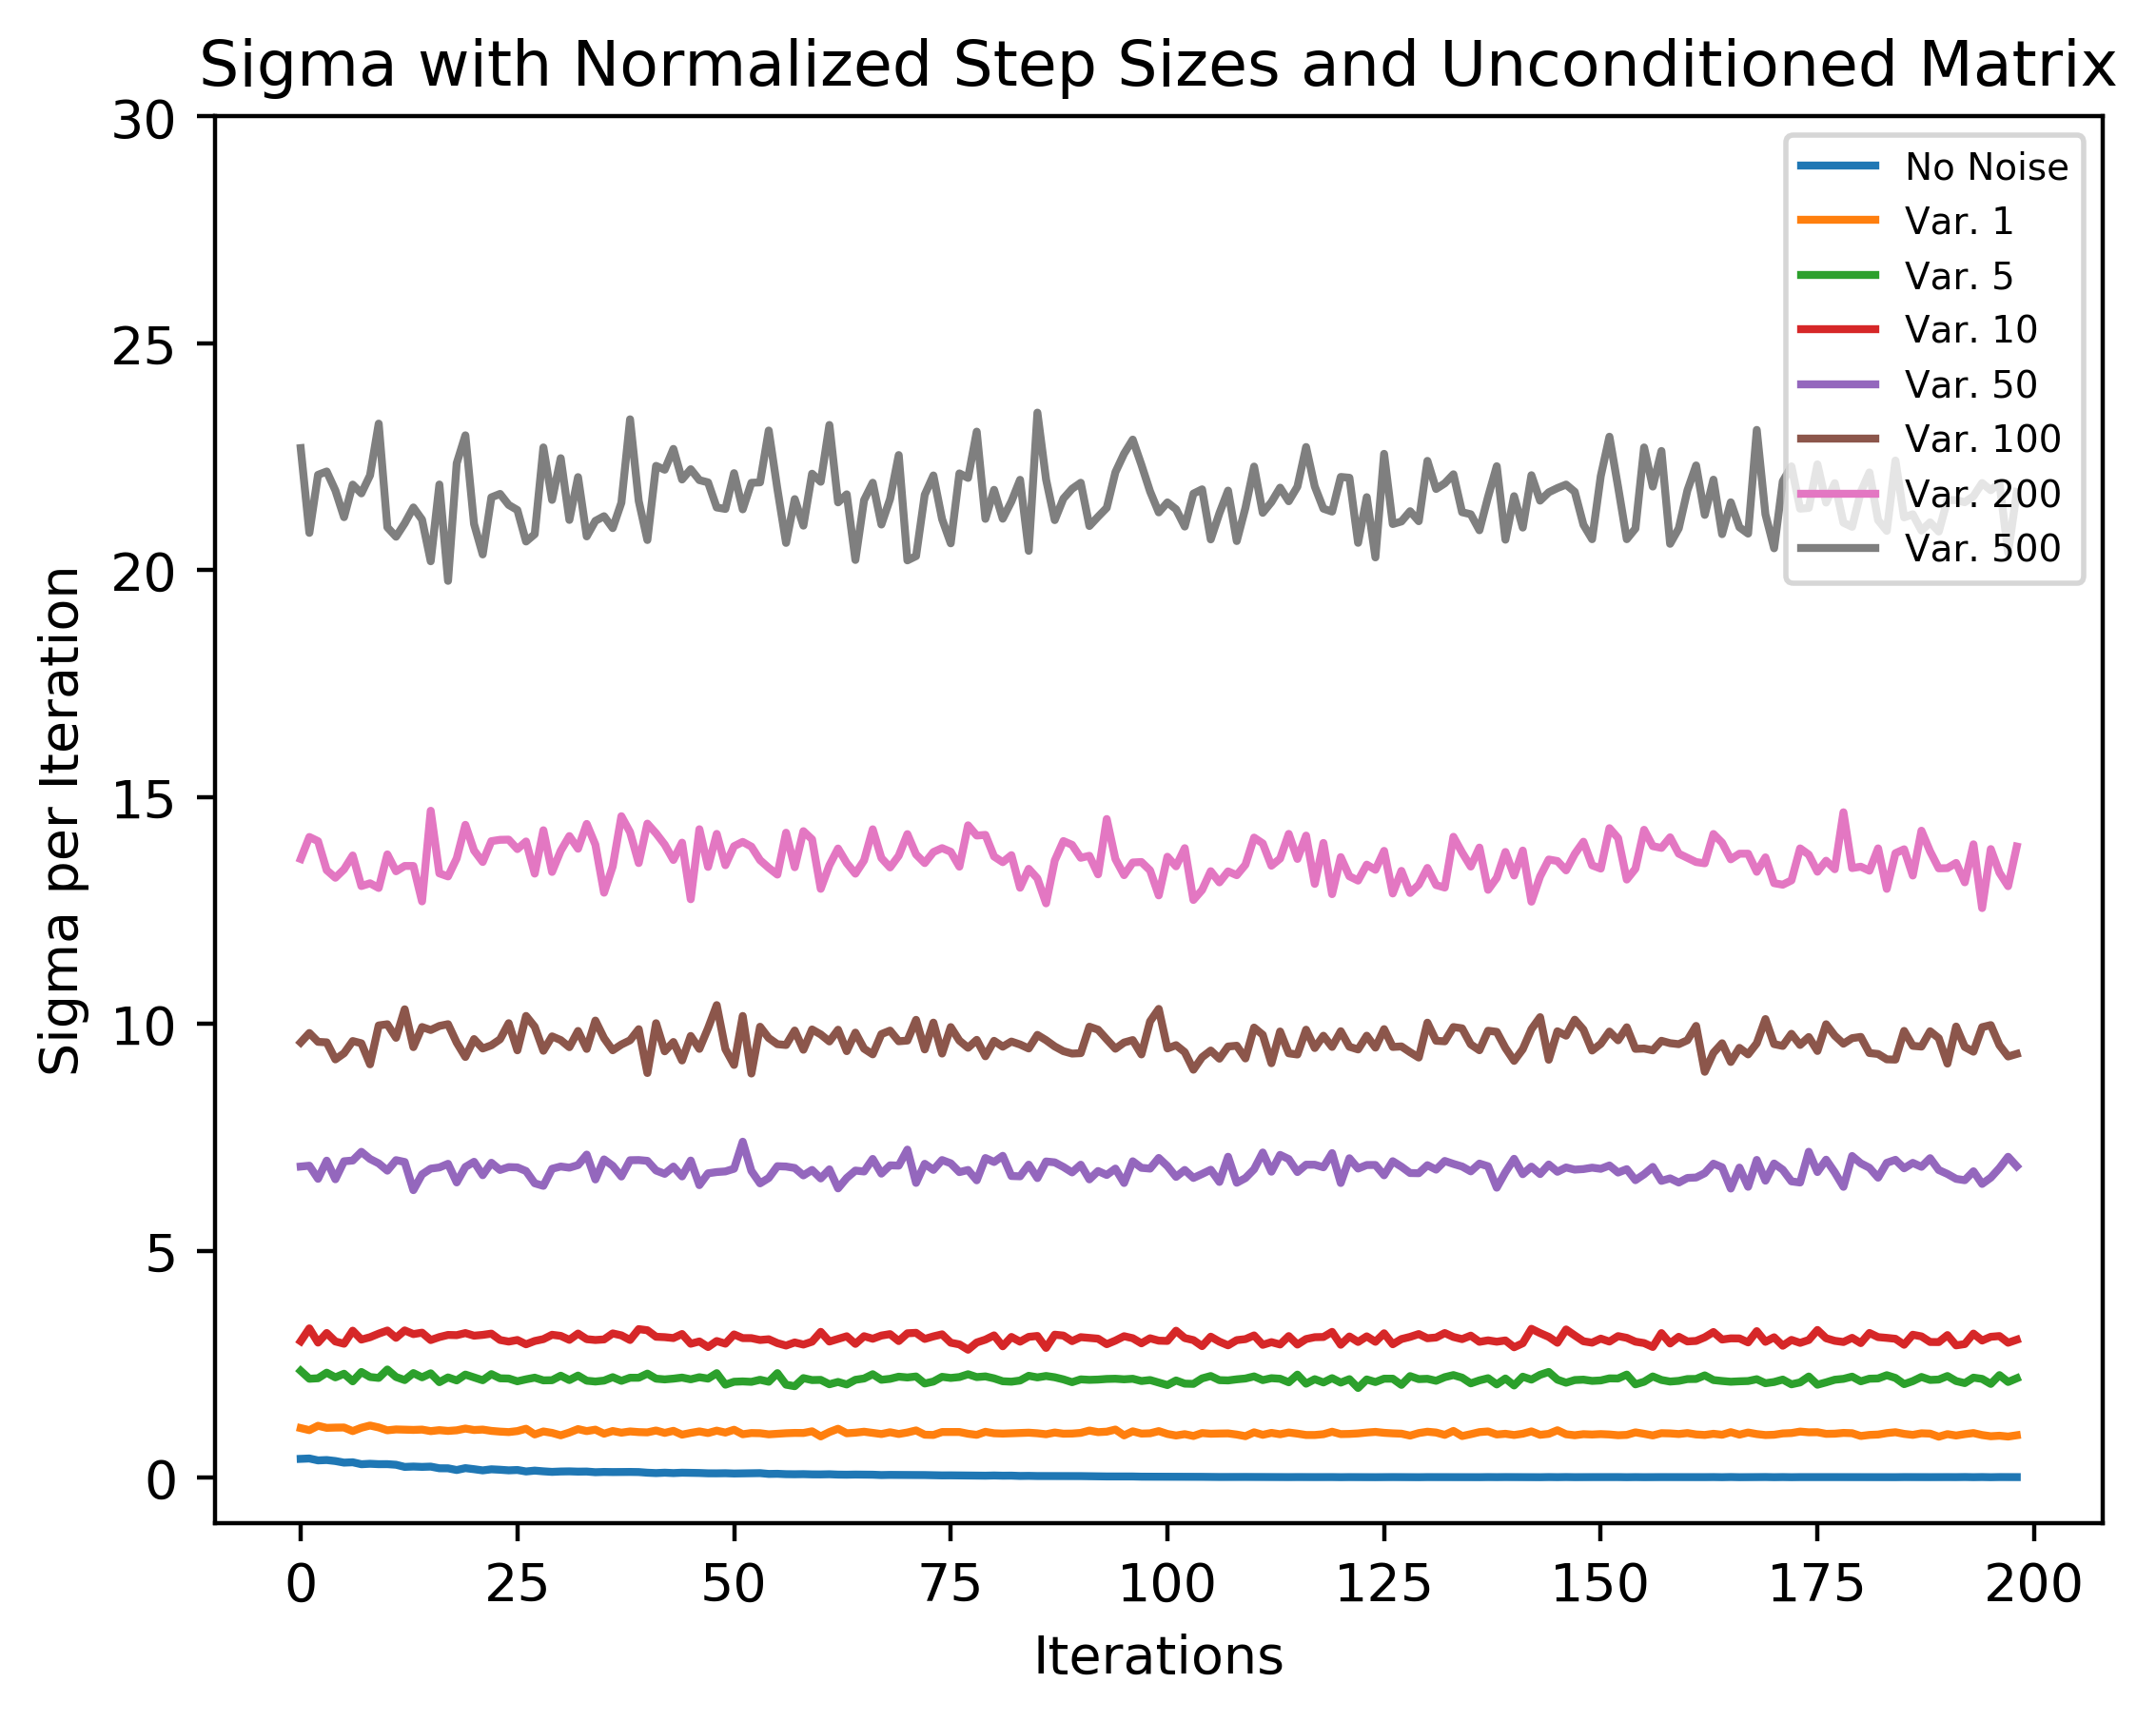 Sigma with Normalized Step Sizes and Unconditioned Matrix
30
25
20
15
10
5
0
Sigma per Iteration
No Noise
Var. 1
Var. 5
Var. 10
Var. 50
Var. 100
Var. 200
Var. 500
0 25 50 75 100 125 150 175 200
Iterations